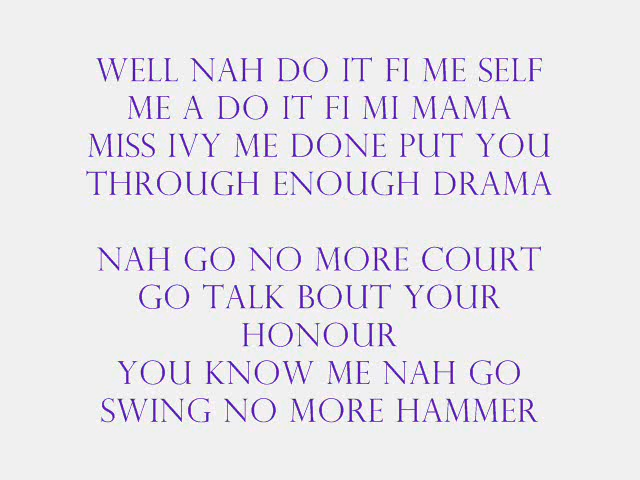 WELL NAH DO IT FI ME SELF
ME A DO IT FI MI MAMA
MISS IVY ME DONE PUT YOU
THROUGH ENOUGH DRAMA
NAH GO NO MORE COURT
GO TALK BOUT YOUR
HONOUR
YOU KNOW ME NAH GO
SWING NO MORE HAMMER